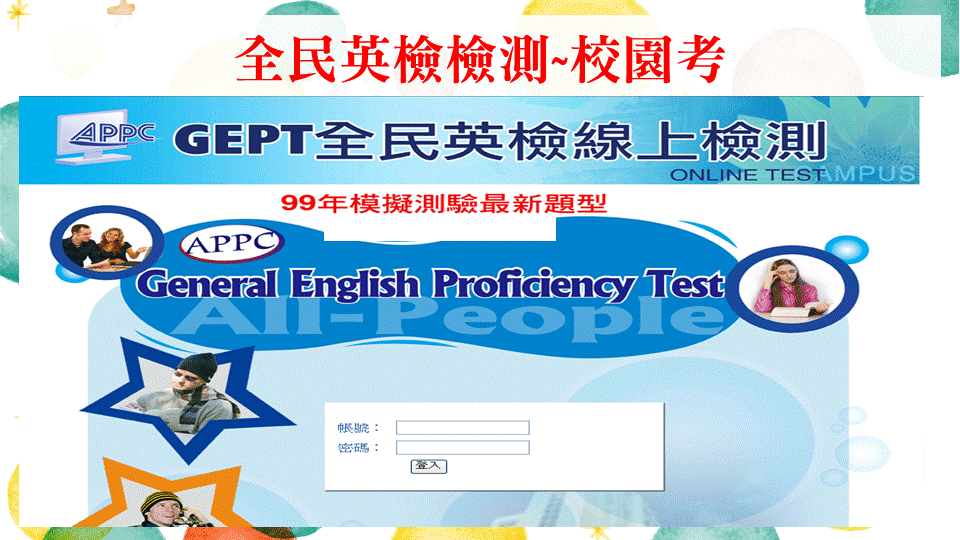 全民英檢檢測~校園考
APPC
GEPT全民英檢線上檢測
ONLINE TEST
CAMPUS
99年模擬測驗最新題型
APPC
General English Proficiency Test
All-People
帳號：
密碼：
登入